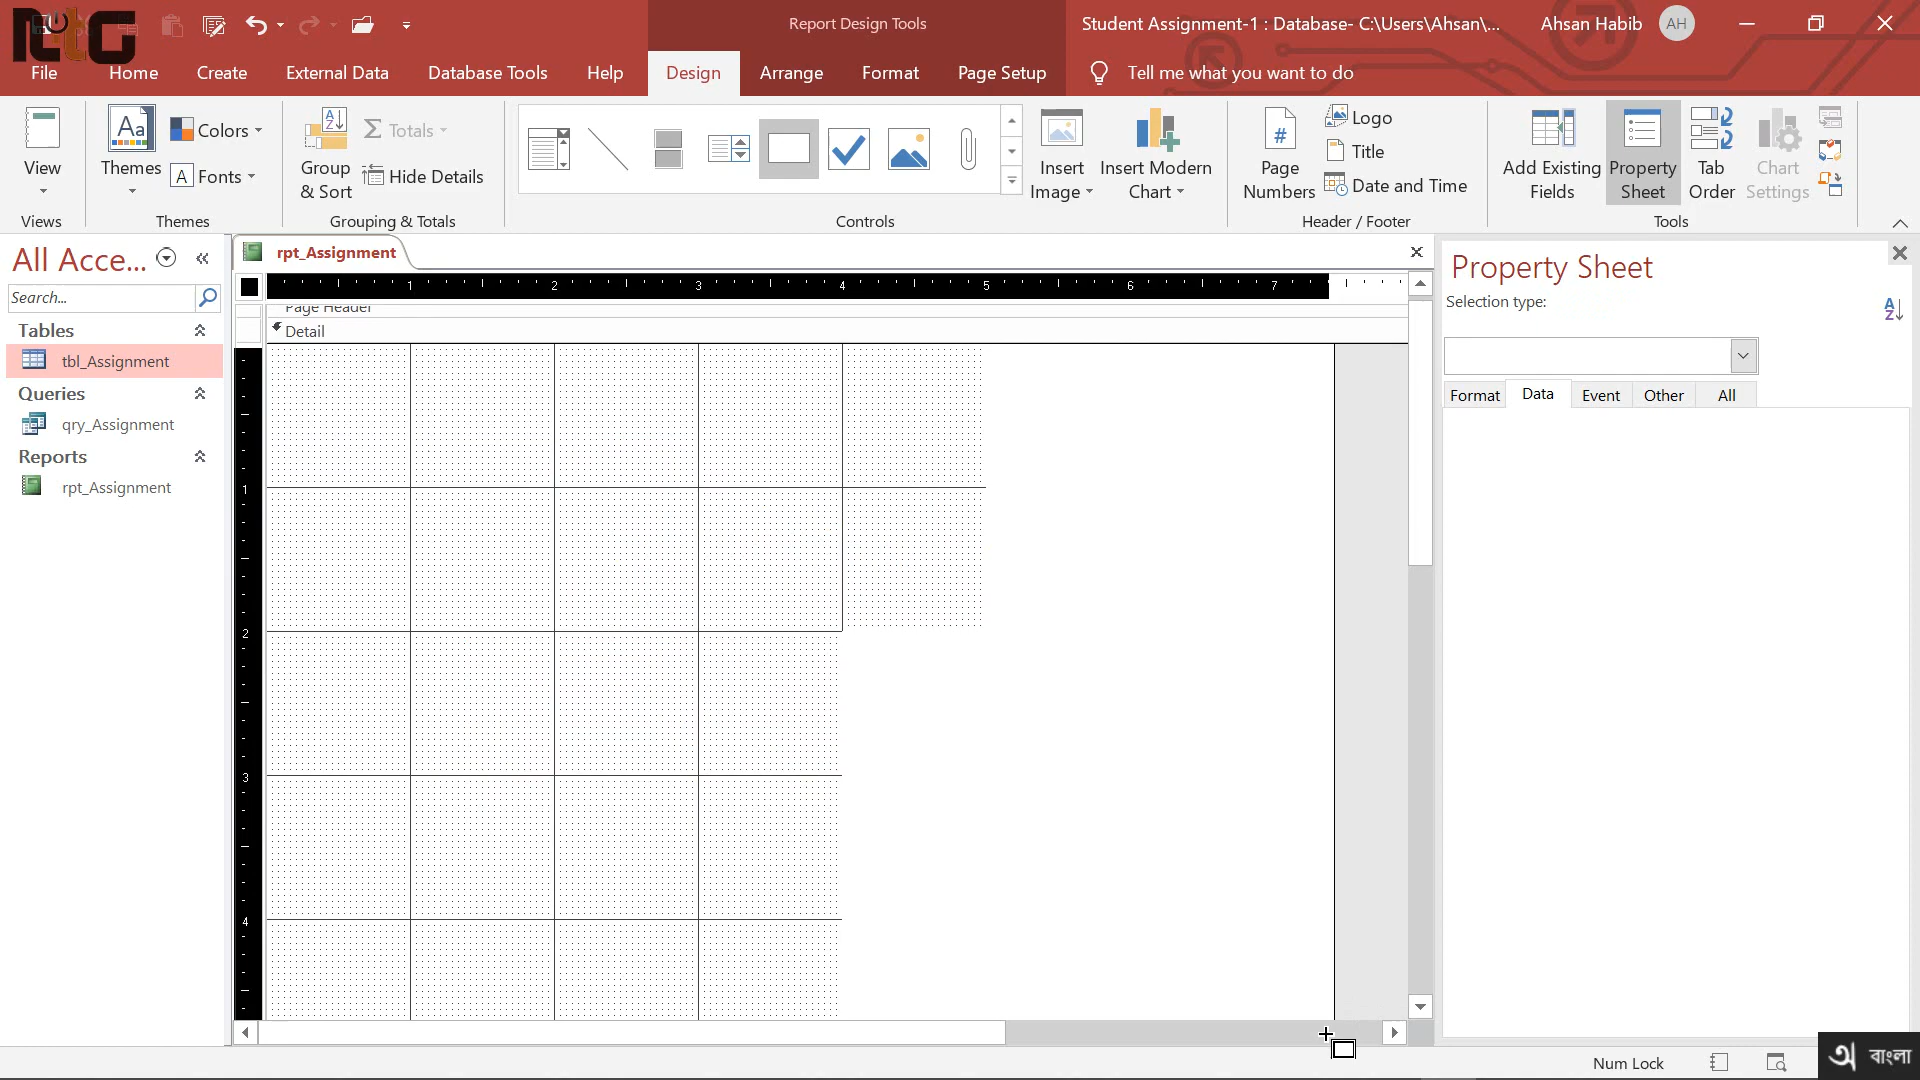 Report Design Tools
Student Assignment-1 : Database- C:\Users\Ahsan\...
Ahsan Habib
AH
File
Home
Create
External Data
Database Tools
Help
Design
Arrange
Format
Page Setup
Tell me what you want to do
View
Views
Aa
Themes
Colors
A Fonts
Themes
Group & Sort
Totals
Hide Details
Grouping & Totals
Controls
Insert Image
Insert Modern Chart
Page Numbers
Logo
Title
Date and Time
Header / Footer
Add Existing Fields
Property Sheet
Tab Order
Chart Settings
Tools
All Acce...
Search...
Tables
tbl_Assignment
Queries
qry_Assignment
Reports
rpt_Assignment
rpt_Assignment
1 2 3 4 5 6 7
Page Header
Detail
1
2
3
4
Property Sheet
Selection type:
Format
Data
Event
Other
All
Num Lock
অ বাংলা